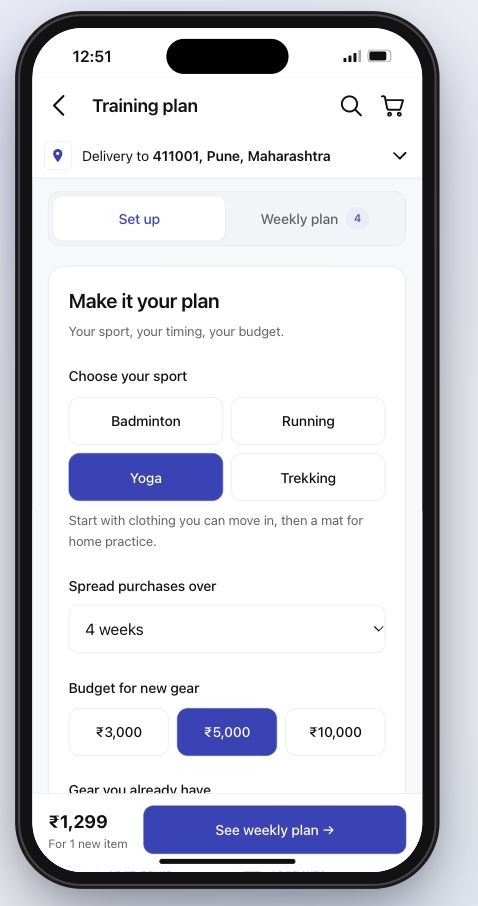 12:51
Training plan
Delivery to 411001, Pune, Maharashtra
Set up
Weekly plan 4
Make it your plan
Your sport, your timing, your budget.
Choose your sport
Badminton
Running
Yoga
Trekking
Start with clothing you can move in, then a mat for
home practice.
Spread purchases over
4 weeks
Budget for new gear
₹3,000
₹5,000
₹10,000
Gear you already have
₹1,299
For 1 new item
See weekly plan →